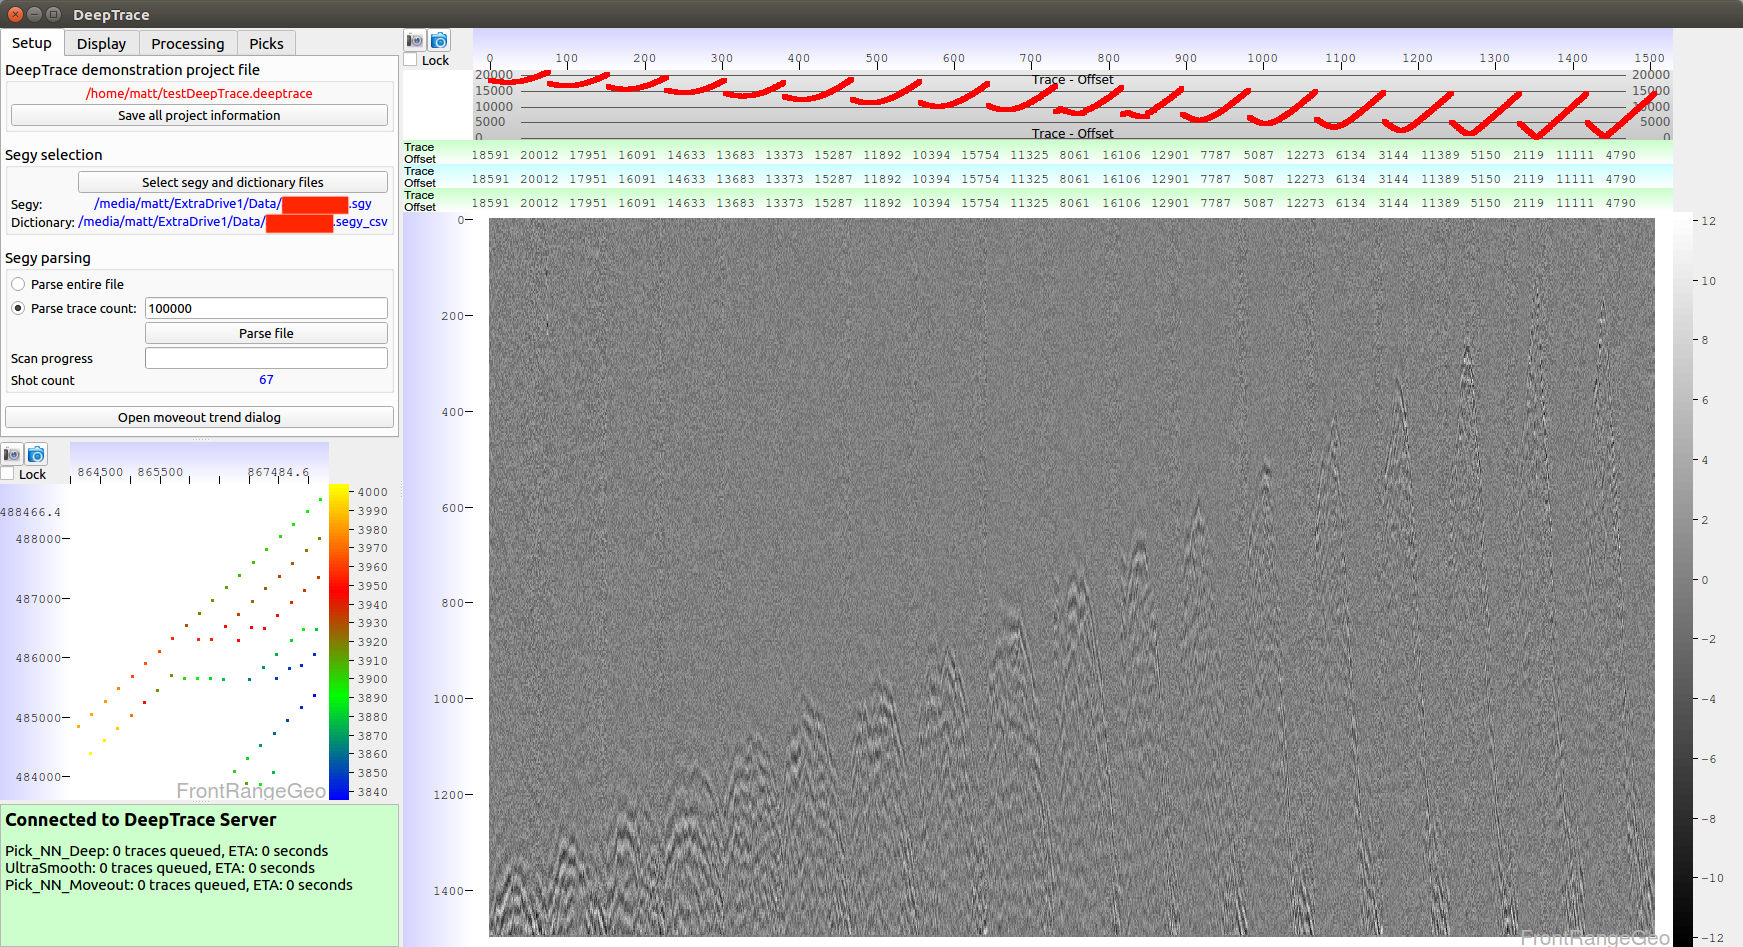 DeepTrace
Setup Display Processing Picks
DeepTrace demonstration project file
/home/matt/testDeepTrace.deeptrace
Save all project information
Segy selection
Select segy and dictionary files
Segy: /media/matt/ExtraDrive1/Data/ .sgy
Dictionary: /media/matt/ExtraDrive1/Data/ .segy_csv
Segy parsing
Parse entire file
Parse trace count: 100000
Parse file
Scan progress
Shot count 67
Open moveout trend dialog
Lock
864500 865500 867484.6
488466.4
488000
487000
486000
485000
484000
4000
3990
3980
3970
3960
3950
3940
3930
3920
3910
3900
3890
3880
3870
3860
3850
3840
FrontRangeGeo
Connected to DeepTrace Server
Pick_NN_Deep: 0 traces queued, ETA: 0 seconds
UltraSmooth: 0 traces queued, ETA: 0 seconds
Pick_NN_Moveout: 0 traces queued, ETA: 0 seconds
Lock
0 100 200 300 400 500 600 700 800 900 1000 1100 1200 1300 1400 1500
20000 Trace - Offset 20000
15000 15000
10000 10000
5000 5000
0 Trace - Offset 0
Trace
Offset 18591 20012 17951 16091 14633 13683 13373 15287 11892 10394 15754 11325 8061 16106 12901 7787 5087 12273 6134 3144 11389 5150 2119 11111 4790
Trace
Offset 18591 20012 17951 16091 14633 13683 13373 15287 11892 10394 15754 11325 8061 16106 12901 7787 5087 12273 6134 3144 11389 5150 2119 11111 4790
Trace
Offset 18591 20012 17951 16091 14633 13683 13373 15287 11892 10394 15754 11325 8061 16106 12901 7787 5087 12273 6134 3144 11389 5150 2119 11111 4790
0
200
400
600
800
1000
1200
1400
12
10
8
6
4
2
0
-2
-4
-6
-8
-10
-12
FrontRangeGeo